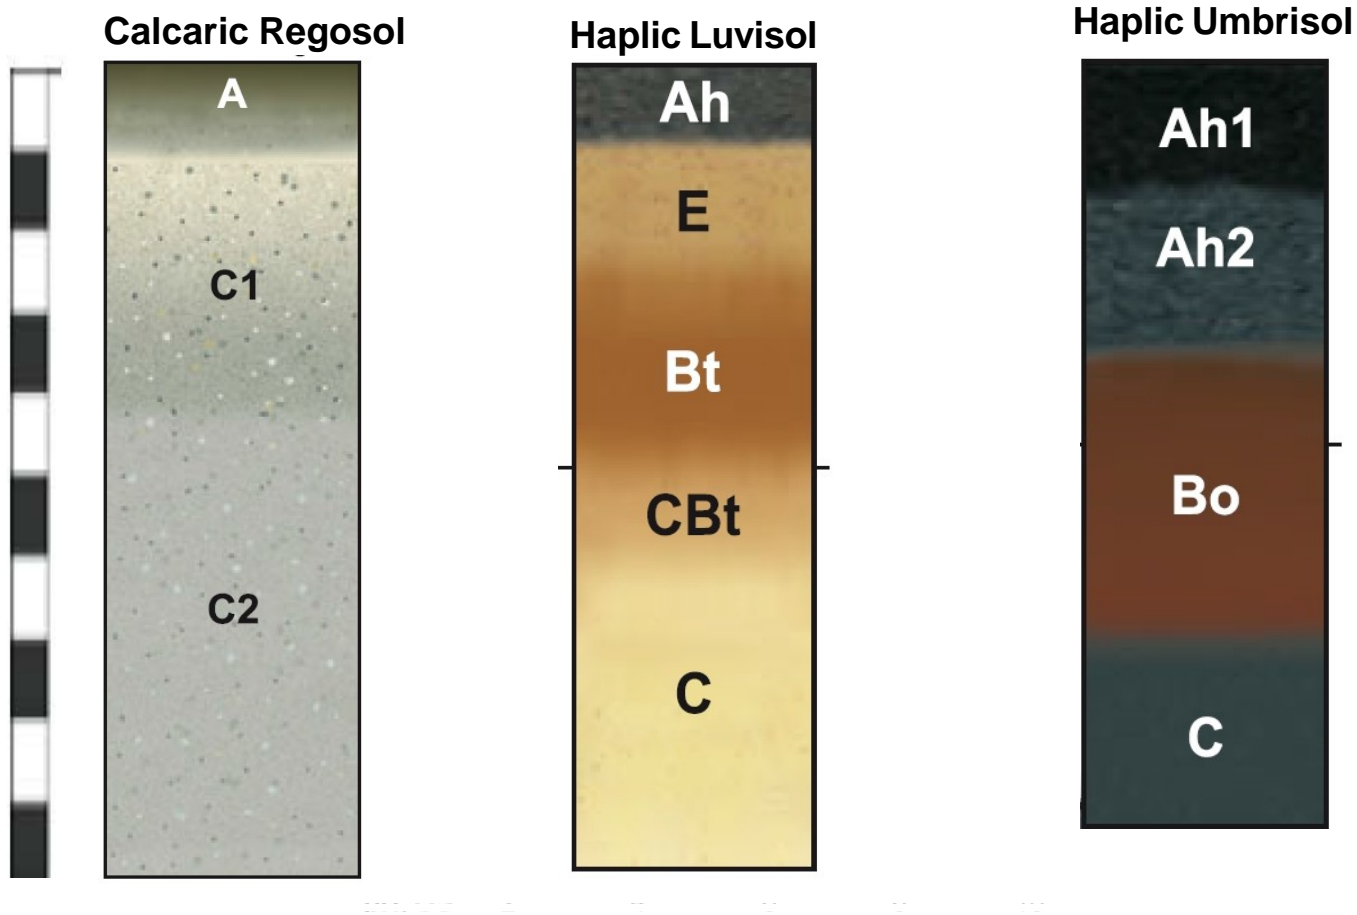 Calcaric Regosol
A
C1
C2
Haplic Luvisol
Ah
E
Bt
CBt
C
Haplic Umbrisol
Ah1
Ah2
Bo
C